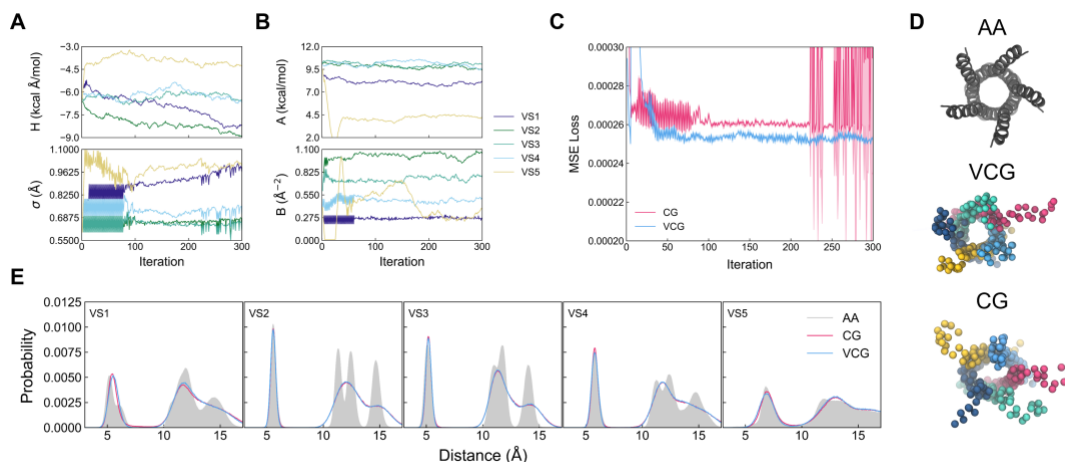 A
H (kcal Å/mol)
−3.0
−4.5
−6.0
−7.5
−9.0
σ (Å)
1.1000
0.9625
0.8250
0.6875
0.5500
0
100
200
300
Iteration
B
A (kcal/mol)
12.0
9.5
7.0
4.5
2.0
B (Å⁻²)
1.100
0.825
0.550
0.275
0.000
0
100
200
300
Iteration
VS1
VS2
VS3
VS4
VS5
C
MSE Loss
0.00030
0.00028
0.00026
0.00024
0.00022
0.00020
0
50
100
150
200
250
300
Iteration
CG
VCG
D
AA
VCG
CG
E
Probability
0.0125
0.0100
0.0075
0.0050
0.0025
0.0000
VS1
VS2
VS3
VS4
VS5
AA
CG
VCG
5 10 15 5 10 15 5 10 15 5 10 15 5 10 15
Distance (Å)